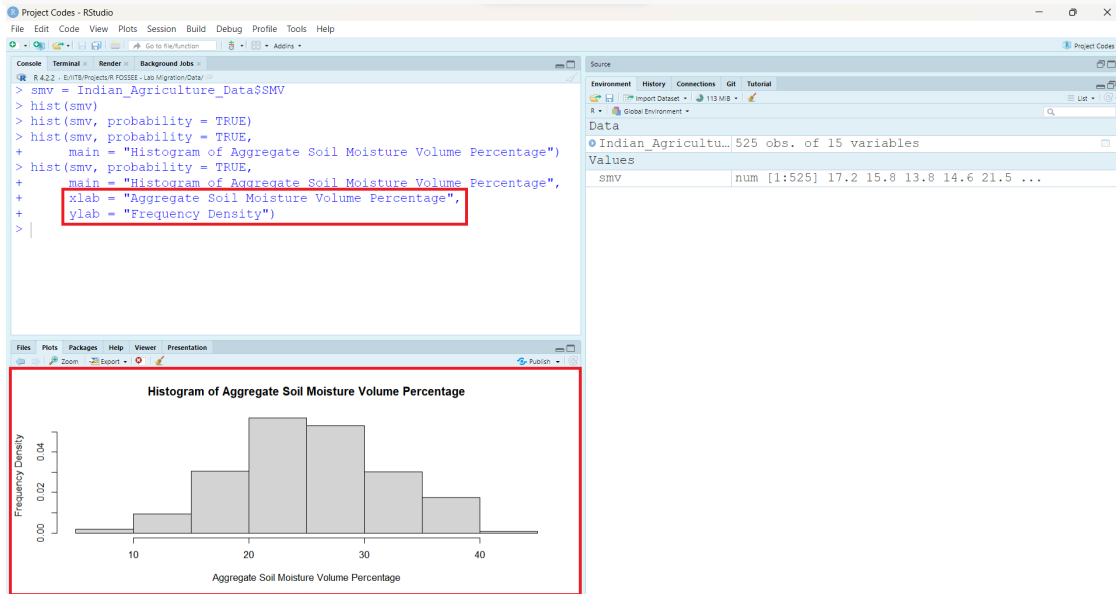 Project Codes - RStudio
File Edit Code View Plots Session Build Debug Profile Tools Help
Go to file/function Addins
Project Codes
Console Terminal Render Background Jobs
R 4.2.2 · E:/IITB/Projects/R FOSSEE - Lab Migration/Data/
> smv = Indian_Agriculture_Data$SMV
> hist(smv)
> hist(smv, probability = TRUE)
> hist(smv, probability = TRUE,
+ main = "Histogram of Aggregate Soil Moisture Volume Percentage")
> hist(smv, probability = TRUE,
+ main = "Histogram of Aggregate Soil Moisture Volume Percentage",
+ xlab = "Aggregate Soil Moisture Volume Percentage",
+ ylab = "Frequency Density")
>
Files Plots Packages Help Viewer Presentation
Zoom Export Publish
Histogram of Aggregate Soil Moisture Volume Percentage
Frequency Density
0.04
0.02
0.00
10 20 30 40
Aggregate Soil Moisture Volume Percentage
Source
Environment History Connections Git Tutorial
Import Dataset 113 MiB List
R Global Environment
Data
Indian_Agricultu… 525 obs. of 15 variables
Values
smv num [1:525] 17.2 15.8 13.8 14.6 21.5 ...